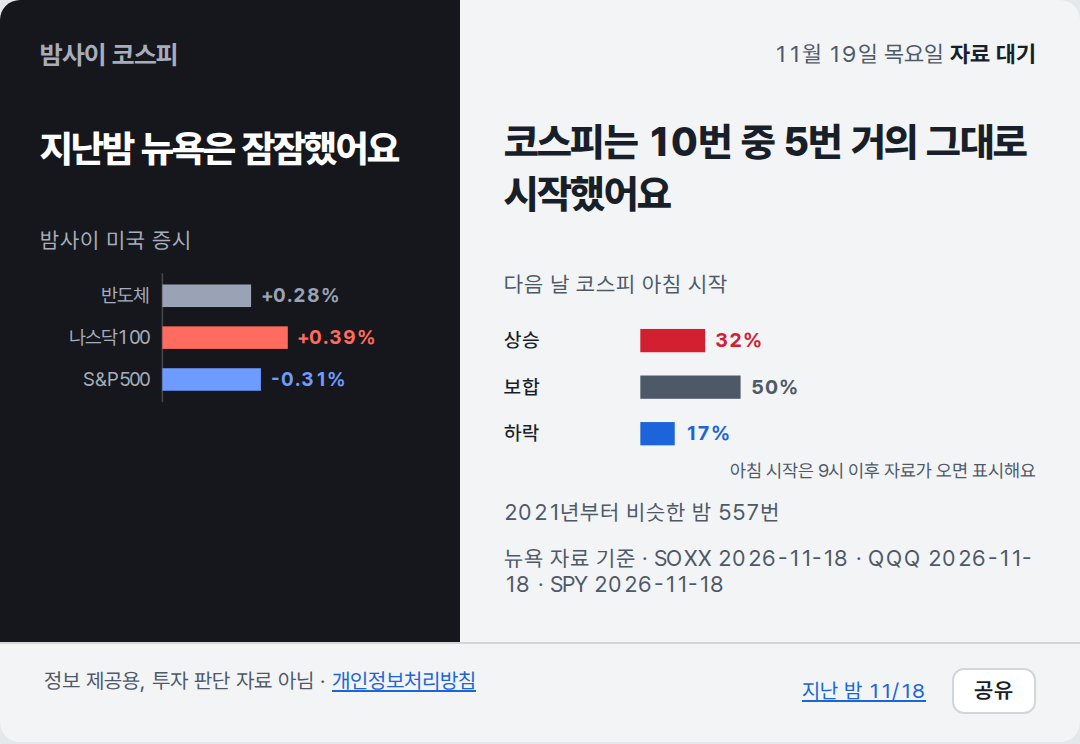 밤사이 코스피
지난밤 뉴욕은 잠잠했어요
밤사이 미국 증시
반도체 +0.28%
나스닥100 +0.39%
S&P500 -0.31%
11월 19일 목요일 자료 대기
코스피는 10번 중 5번 거의 그대로
시작했어요
다음 날 코스피 아침 시작
상승 32%
보합 50%
하락 17%
아침 시작은 9시 이후 자료가 오면 표시해요
2021년부터 비슷한 밤 557번
뉴욕 자료 기준 · SOXX 2026-11-18 · QQQ 2026-11-
18 · SPY 2026-11-18
정보 제공용, 투자 판단 자료 아님 · 개인정보처리방침
지난 밤 11/18
공유